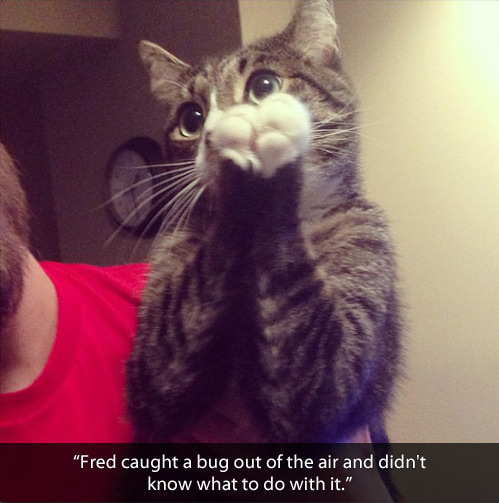 “Fred caught a bug out of the air and didn't
know what to do with it.”